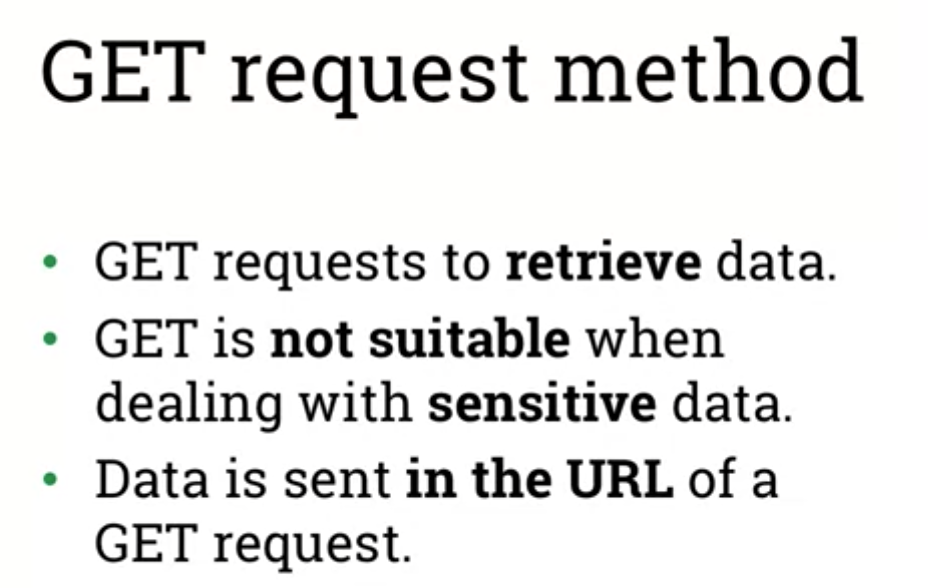 GET request method
• GET requests to retrieve data.
• GET is not suitable when
dealing with sensitive data.
• Data is sent in the URL of a
GET request.